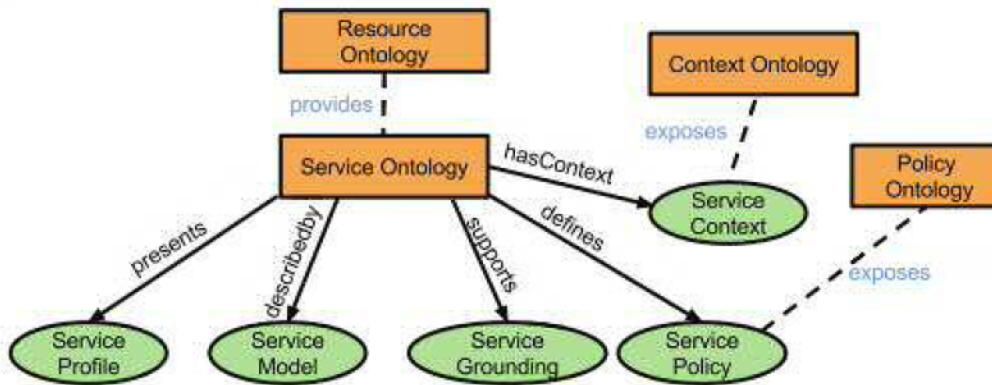 Resource
Ontology
Context Ontology
provides
exposes
Service Ontology
hasContext
Policy
Ontology
Service
Context
presents
describedby
supports
defines
exposes
Service
Profile
Service
Model
Service
Grounding
Service
Policy